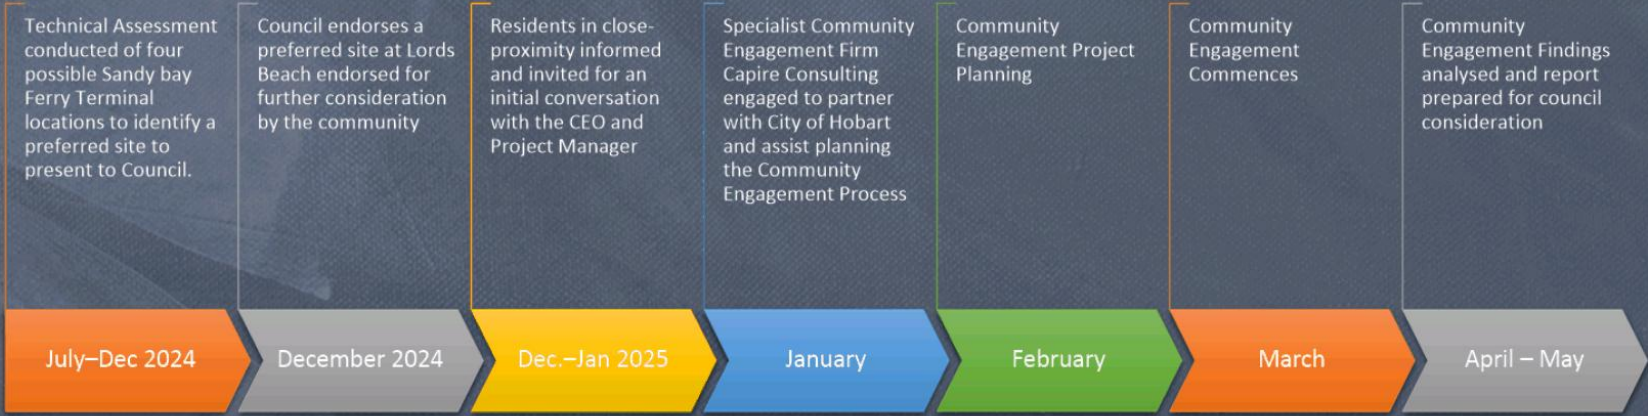 Technical Assessment
conducted of four
possible Sandy bay
Ferry Terminal
locations to identify a
preferred site to
present to Council.
Council endorses a
preferred site at Lords
Beach endorsed for
further consideration
by the community
Residents in close-
proximity informed
and invited for an
initial conversation
with the CEO and
Project Manager
Specialist Community
Engagement Firm
Capire Consulting
engaged to partner
with City of Hobart
and assist planning
the Community
Engagement Process
Community
Engagement Project
Planning
Community
Engagement
Commences
Community
Engagement Findings
analysed and report
prepared for council
consideration
July–Dec 2024
December 2024
Dec.–Jan 2025
January
February
March
April – May